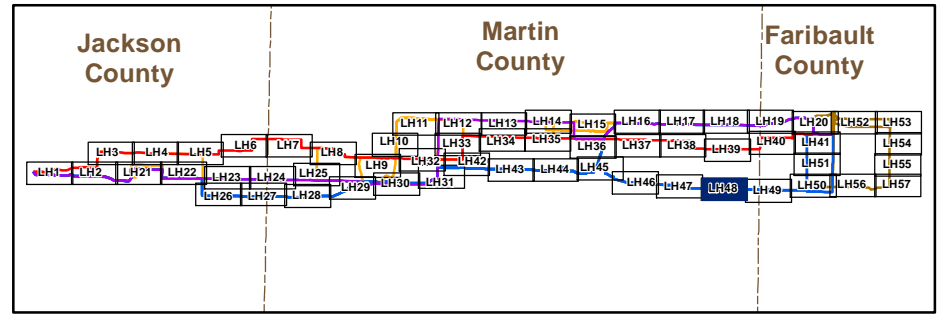 Jackson
County
Martin
County
Faribault
County
LH11 LH12 LH13 LH14 LH15 LH16 LH17 LH18 LH19 LH20 LH52 LH53
LH10 LH33 LH34 LH35 LH36 LH37 LH38 LH39 LH40 LH41 LH54
LH3 LH4 LH5 LH6 LH7 LH8 LH9 LH32 LH42 LH51 LH55
LH1 LH2 LH21 LH22 LH23 LH24 LH25 LH29 LH30 LH31 LH43 LH44 LH45 LH46 LH47 LH48 LH49 LH50 LH56 LH57
LH26 LH27 LH28